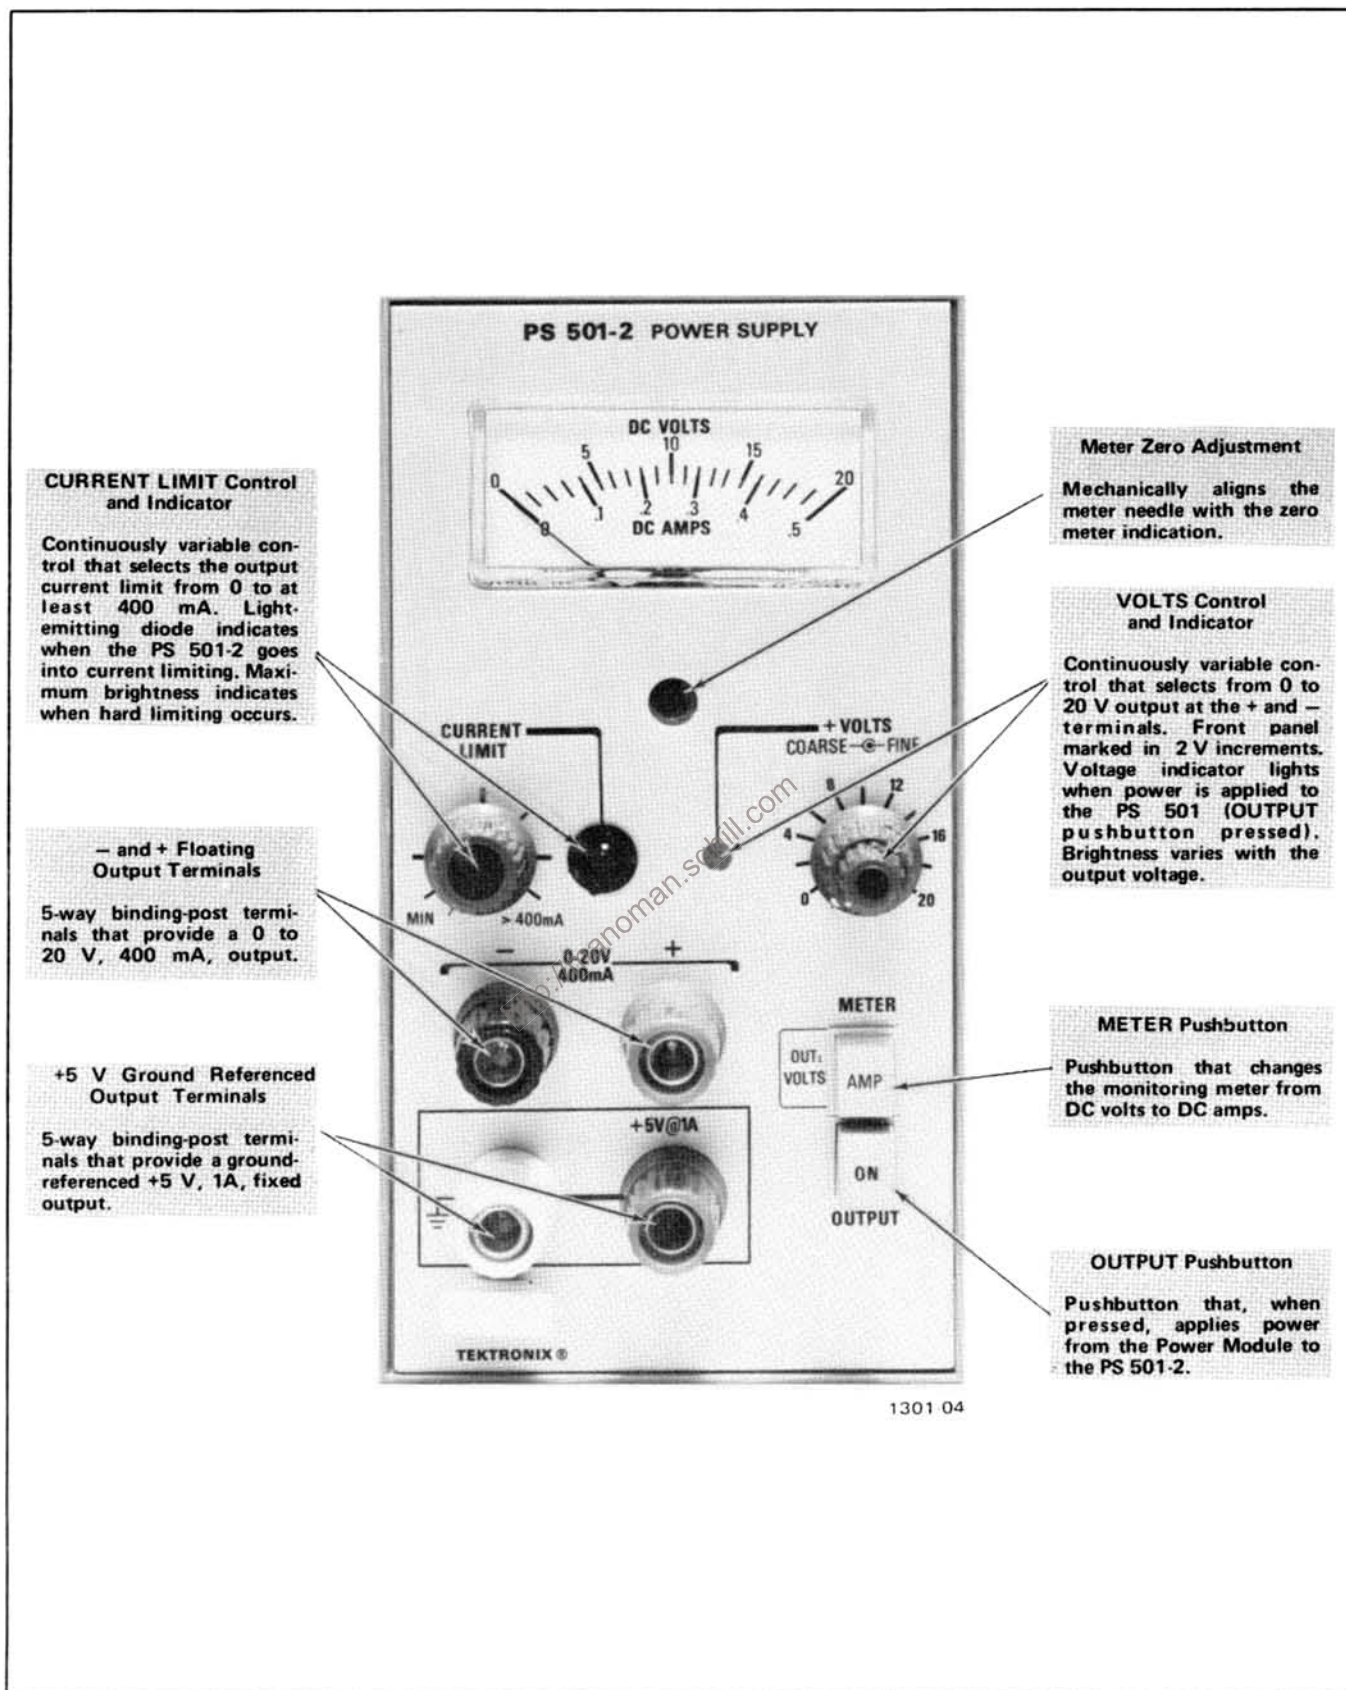 PS 501-2 POWER SUPPLY
DC VOLTS
0
5
10
15
20
0
.1
.2
.3
.4
.5
DC AMPS
CURRENT LIMIT Control
and Indicator
Continuously variable con-
trol that selects the output
current limit from 0 to at
least 400 mA. Light-
emitting diode indicates
when the PS 501-2 goes
into current limiting. Maxi-
mum brightness indicates
when hard limiting occurs.
— and + Floating
Output Terminals
5-way binding-post termi-
nals that provide a 0 to
20 V, 400 mA, output.
+5 V Ground Referenced
Output Terminals
5-way binding-post termi-
nals that provide a ground-
referenced +5 V, 1A, fixed
output.
CURRENT
LIMIT
+ VOLTS
COARSE FINE
MIN
> 400mA
0
4
8
12
16
20
—
+
0-20V
400mA
METER
OUT:
VOLTS
AMP
+5V@1A
—
ON
OUTPUT
TEKTRONIX ®
Meter Zero Adjustment
Mechanically aligns the
meter needle with the zero
meter indication.
VOLTS Control
and Indicator
Continuously variable con-
trol that selects from 0 to
20 V output at the + and —
terminals. Front panel
marked in 2 V increments.
Voltage indicator lights
when power is applied to
the PS 501 (OUTPUT
pushbutton pressed).
Brightness varies with the
output voltage.
METER Pushbutton
Pushbutton that changes
the monitoring meter from
DC volts to DC amps.
OUTPUT Pushbutton
Pushbutton that, when
pressed, applies power
from the Power Module to
the PS 501-2.
1301-04